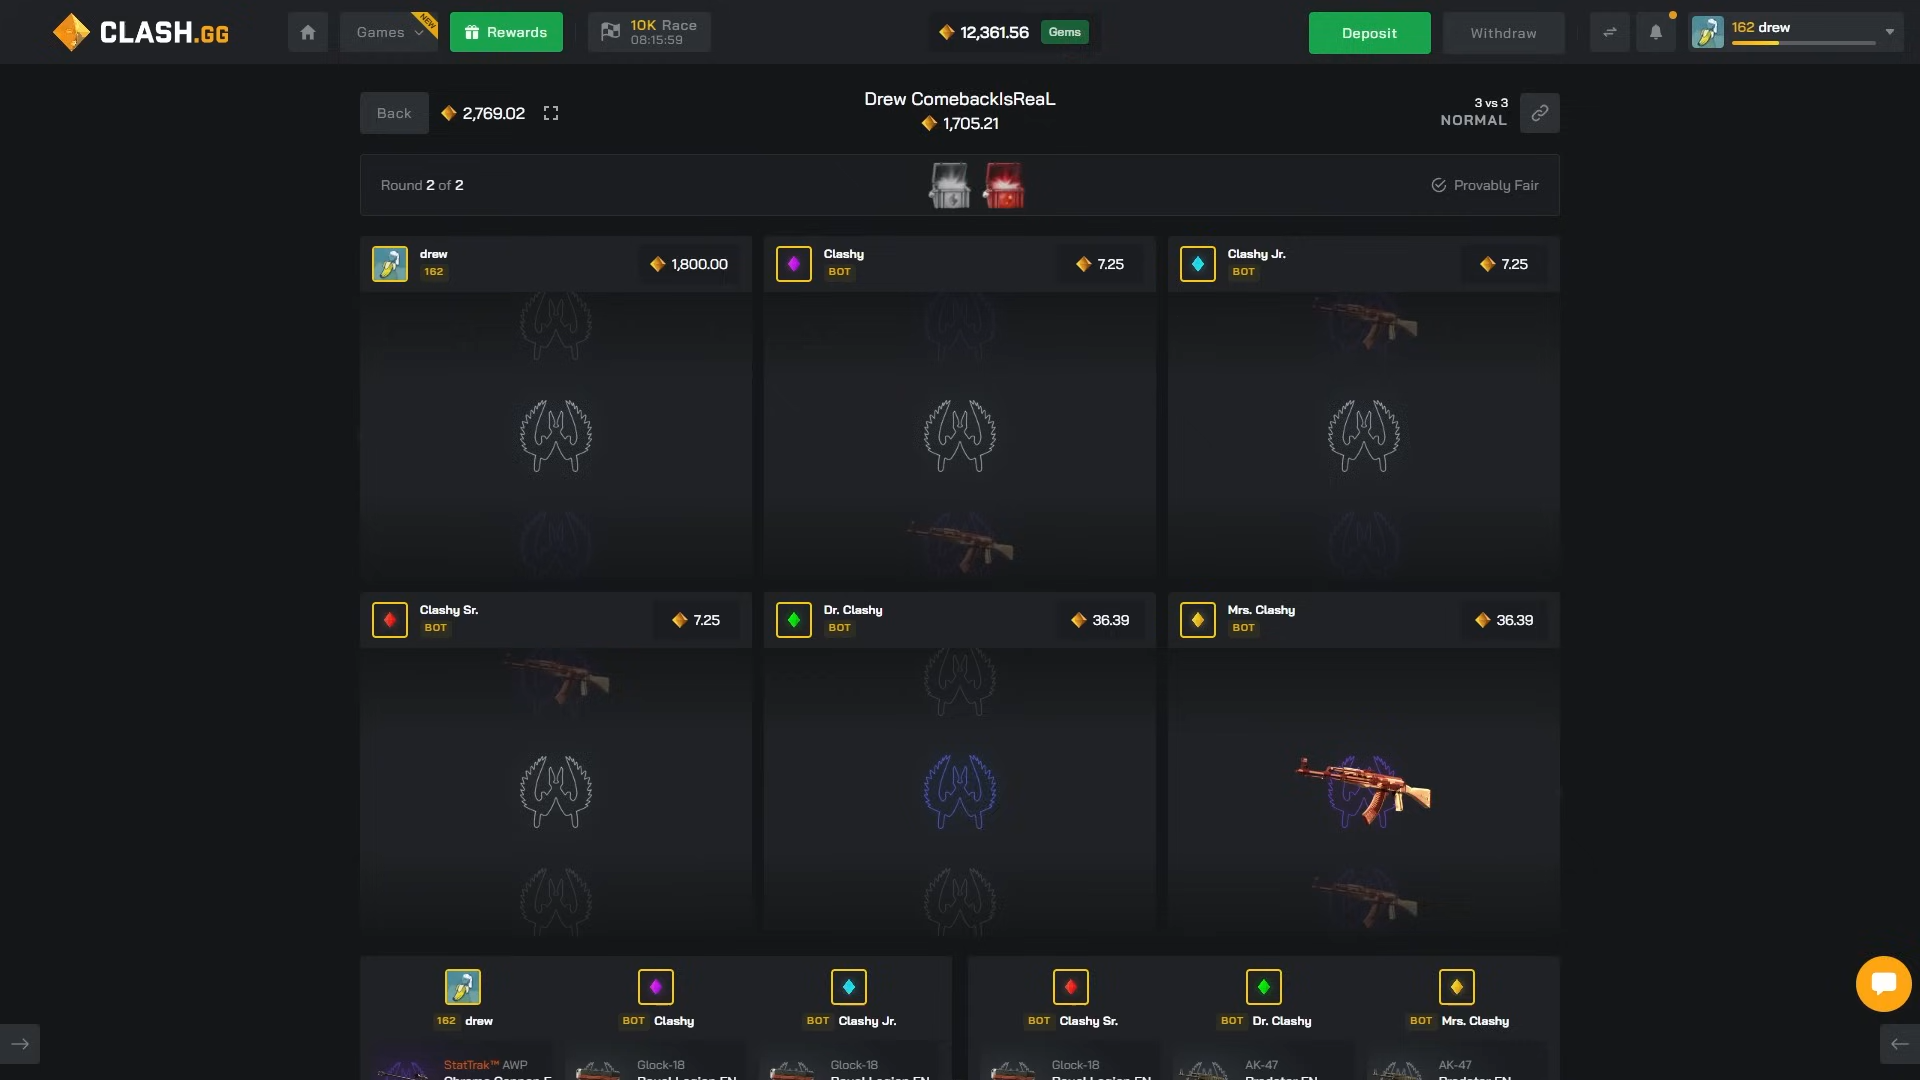 CLASH.GG
Games
NEW
Rewards
10K Race
08:15:59
12,361.56
Gems
Deposit
Withdraw
162 drew
Back
2,769.02
Drew ComebackIsReaL
1,705.21
3 vs 3
NORMAL
Round 2 of 2
Provably Fair
drew
162
1,800.00
Clashy
BOT
7.25
Clashy Jr.
BOT
7.25
Clashy Sr.
BOT
7.25
Dr. Clashy
BOT
36.39
Mrs. Clashy
BOT
36.39
162 drew
BOT Clashy
BOT Clashy Jr.
BOT Clashy Sr.
BOT Dr. Clashy
BOT Mrs. Clashy
StatTrak™ AWP
Glock-18
Glock-18
Glock-18
AK-47
AK-47